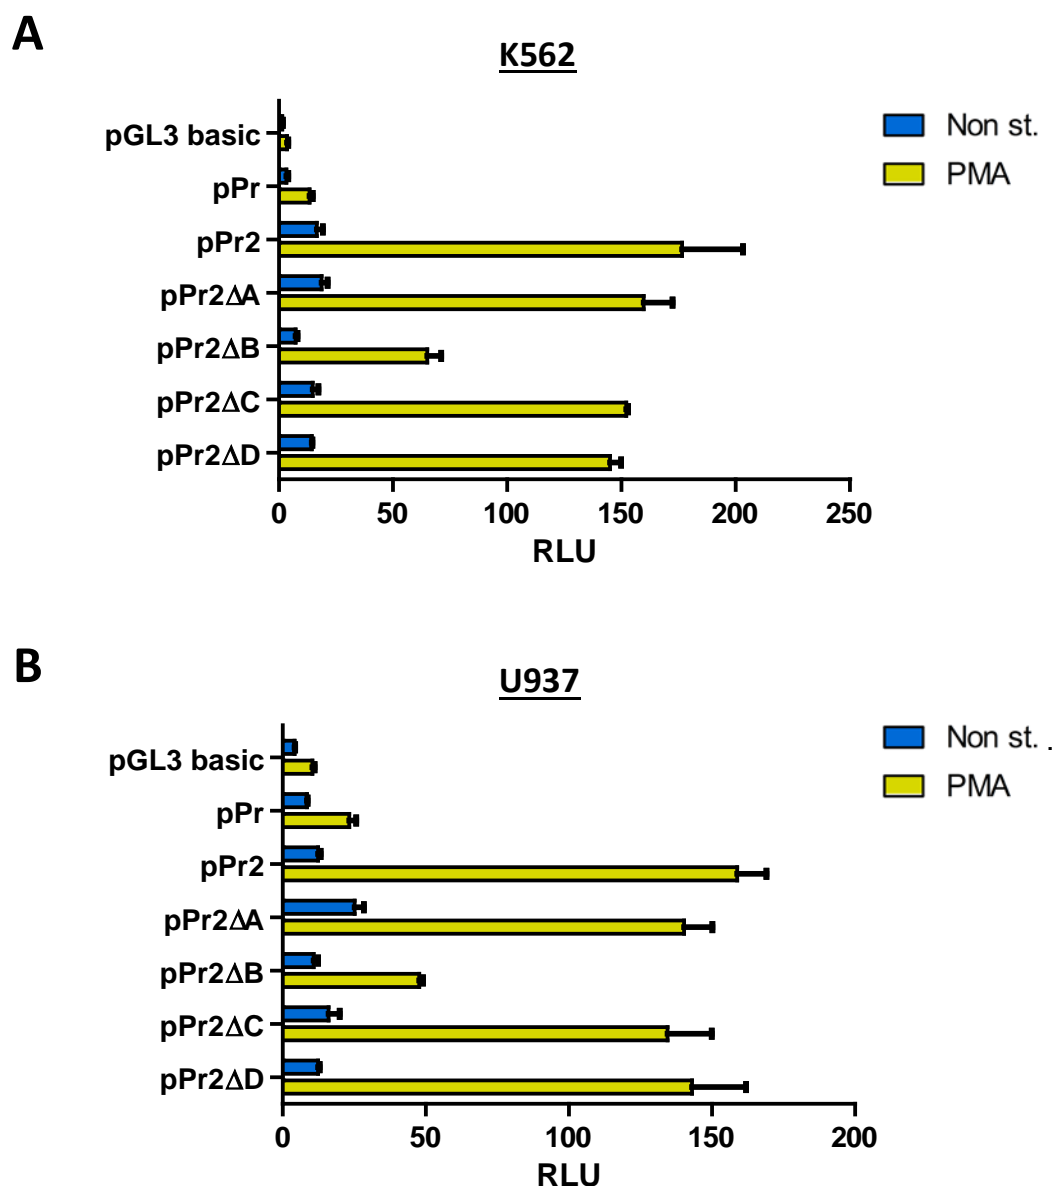 A
K562
Non st.
PMA
pGL3 basic
pPr
pPr2
pPr2ΔA
pPr2ΔB
pPr2ΔC
pPr2ΔD
0 50 100 150 200 250
RLU
B
U937
Non st. .
PMA
pGL3 basic
pPr
pPr2
pPr2ΔA
pPr2ΔB
pPr2ΔC
pPr2ΔD
0 50 100 150 200
RLU